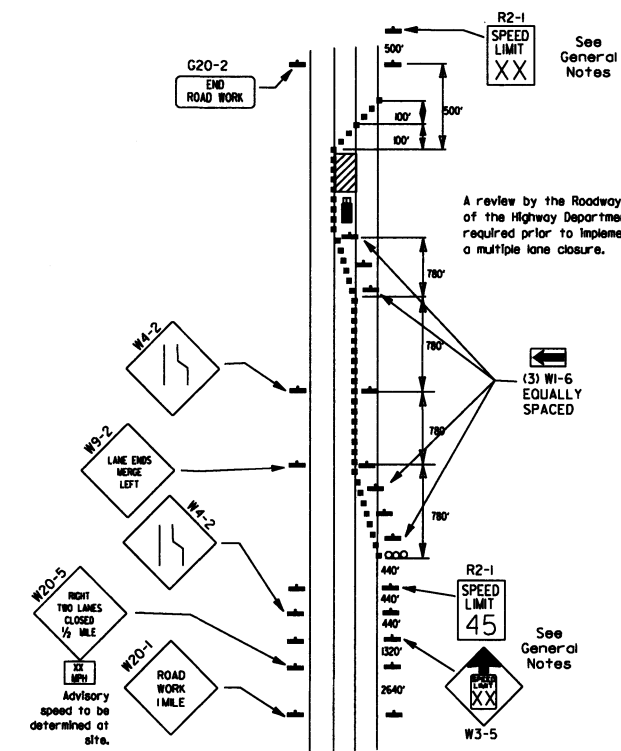 R2-1
SPEED
LIMIT
XX
See
General
Notes
500'
G20-2
END
ROAD WORK
500'
100'
100'
A review by the Roadway
of the Highway Departme
required prior to impleme
a multiple lane closure.
780'
W4-2
780'
(3) W1-6
EQUALLY
SPACED
W9-2
LANE ENDS
MERGE
LEFT
780'
780'
W4-2
440'
R2-1
SPEED
LIMIT
45
440'
440'
W20-5
RIGHT
TWO LANES
CLOSED
1/2 MILE
XX
MPH
Advisory
speed to be
determined at
site.
W20-1
ROAD
WORK
1 MILE
1320'
2640'
SPEED
LIMIT
XX
W3-5
See
General
Notes